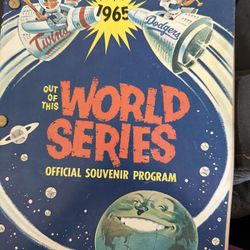 1965
Twins
Dodgers
OUT
OF
THIS
WORLD
SERIES
OFFICIAL SOUVENIR PROGRAM